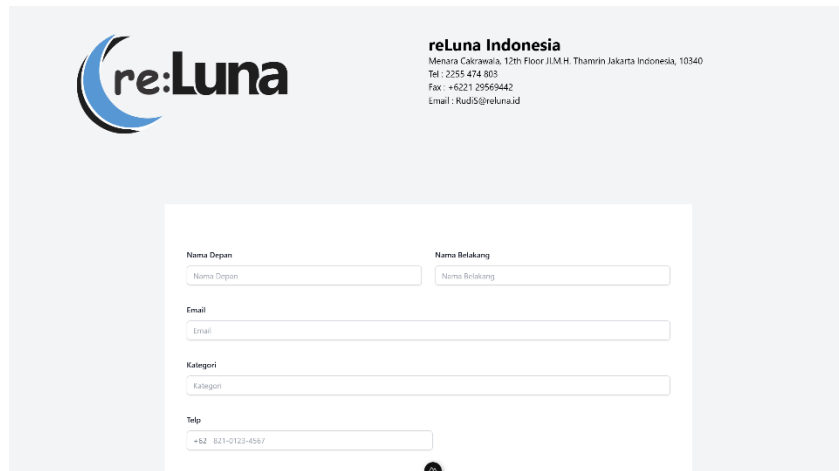 re:Luna
reLuna Indonesia
Menara Cakrawala, 12th Floor Jl.M.H. Thamrin Jakarta Indonesia, 10340
Tel : 2255 474 803
Fax : +6221 29569442
Email : RudiS@reluna.id
Nama Depan
Nama Belakang
Nama Depan
Nama Belakang
Email
Email
Kategori
Kategori
Telp
+62 821-0123-4567